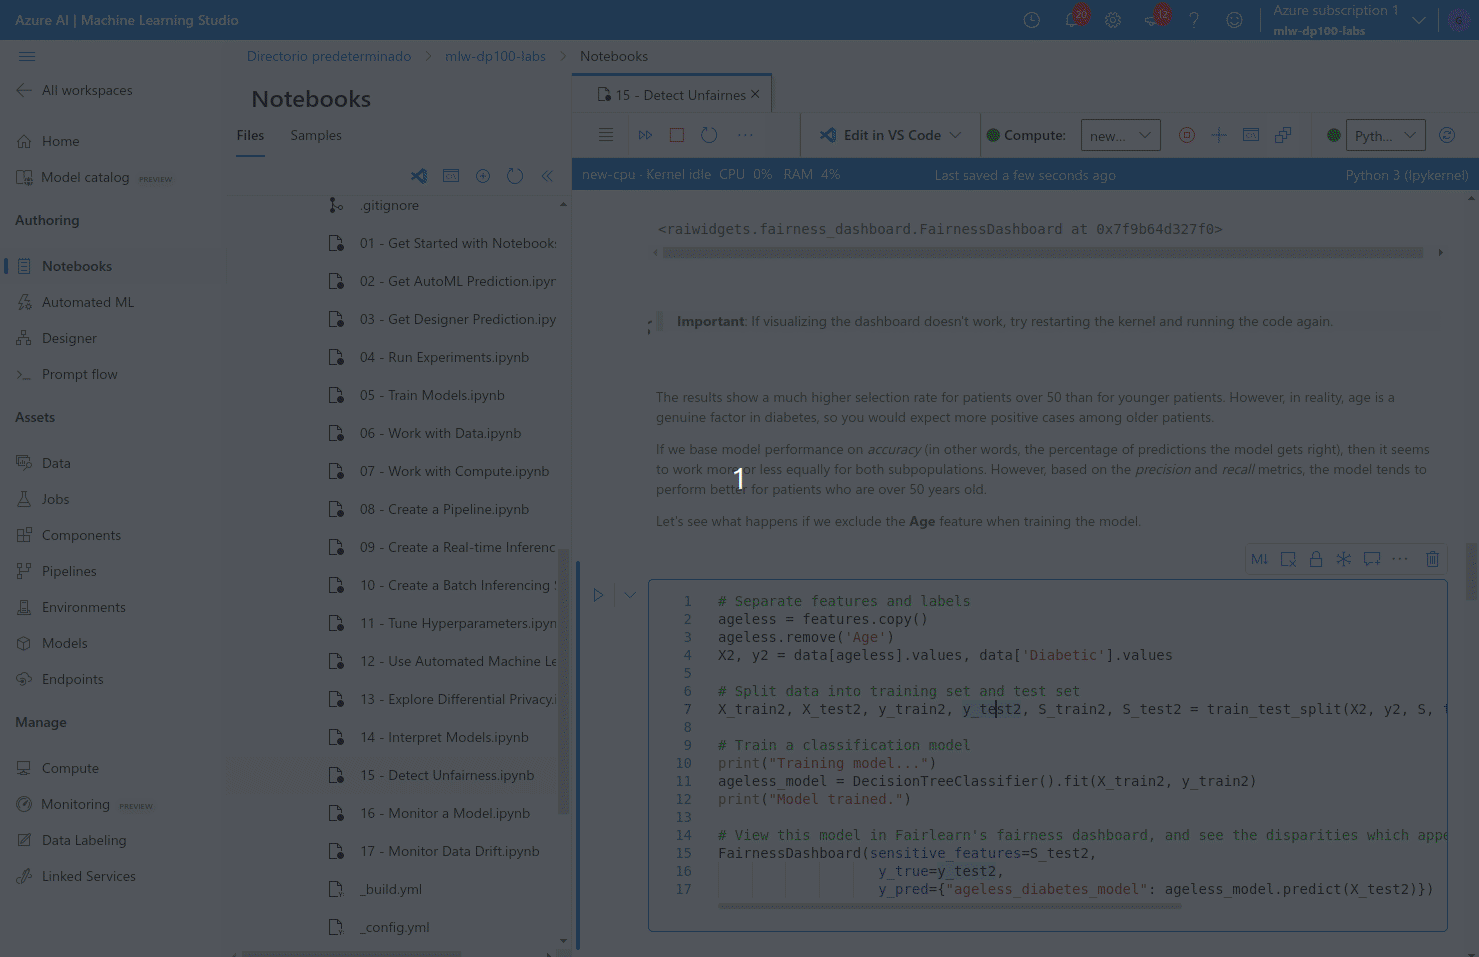 Azure AI | Machine Learning Studio
20
12
Azure subscription 1
mlw-dp100-labs
All workspaces
Home
Model catalog PREVIEW
Authoring
Notebooks
Automated ML
Designer
Prompt flow
Assets
Data
Jobs
Components
Pipelines
Environments
Models
Endpoints
Manage
Compute
Monitoring PREVIEW
Data Labeling
Linked Services
Directorio predeterminado > mlw-dp100-labs > Notebooks
Notebooks
Files Samples
.gitignore
01 - Get Started with Notebooks
02 - Get AutoML Prediction.ipyn
03 - Get Designer Prediction.ipy
04 - Run Experiments.ipynb
05 - Train Models.ipynb
06 - Work with Data.ipynb
07 - Work with Compute.ipynb
08 - Create a Pipeline.ipynb
09 - Create a Real-time Inferenc
10 - Create a Batch Inferencing
11 - Tune Hyperparameters.ipyn
12 - Use Automated Machine Le
13 - Explore Differential Privacy.i
14 - Interpret Models.ipynb
15 - Detect Unfairness.ipynb
16 - Monitor a Model.ipynb
17 - Monitor Data Drift.ipynb
_build.yml
_config.yml
15 - Detect Unfairnes
Edit in VS Code
Compute: new...
Pyth...
new-cpu · Kernel idle CPU 0% RAM 4%
Last saved a few seconds ago
Python 3 (Ipykernel)
<raiwidgets.fairness_dashboard.FairnessDashboard at 0x7f9b64d327f0>
Important: If visualizing the dashboard doesn't work, try restarting the kernel and running the code again.
The results show a much higher selection rate for patients over 50 than for younger patients. However, in reality, age is a
genuine factor in diabetes, so you would expect more positive cases among older patients.
If we base model performance on accuracy (in other words, the percentage of predictions the model gets right), then it seems
to work more or less equally for both subpopulations. However, based on the precision and recall metrics, the model tends to
perform better for patients who are over 50 years old.
1
Let's see what happens if we exclude the Age feature when training the model.
M↓
1 # Separate features and labels
2 ageless = features.copy()
3 ageless.remove('Age')
4 X2, y2 = data[ageless].values, data['Diabetic'].values
5
6 # Split data into training set and test set
7 X_train2, X_test2, y_train2, y_test2, S_train2, S_test2 = train_test_split(X2, y2, S, t
8
9 # Train a classification model
10 print("Training model...")
11 ageless_model = DecisionTreeClassifier().fit(X_train2, y_train2)
12 print("Model trained.")
13
14 # View this model in Fairlearn's fairness dashboard, and see the disparities which appe
15 FairnessDashboard(sensitive_features=S_test2,
16 y_true=y_test2,
17 y_pred={"ageless_diabetes_model": ageless_model.predict(X_test2)})